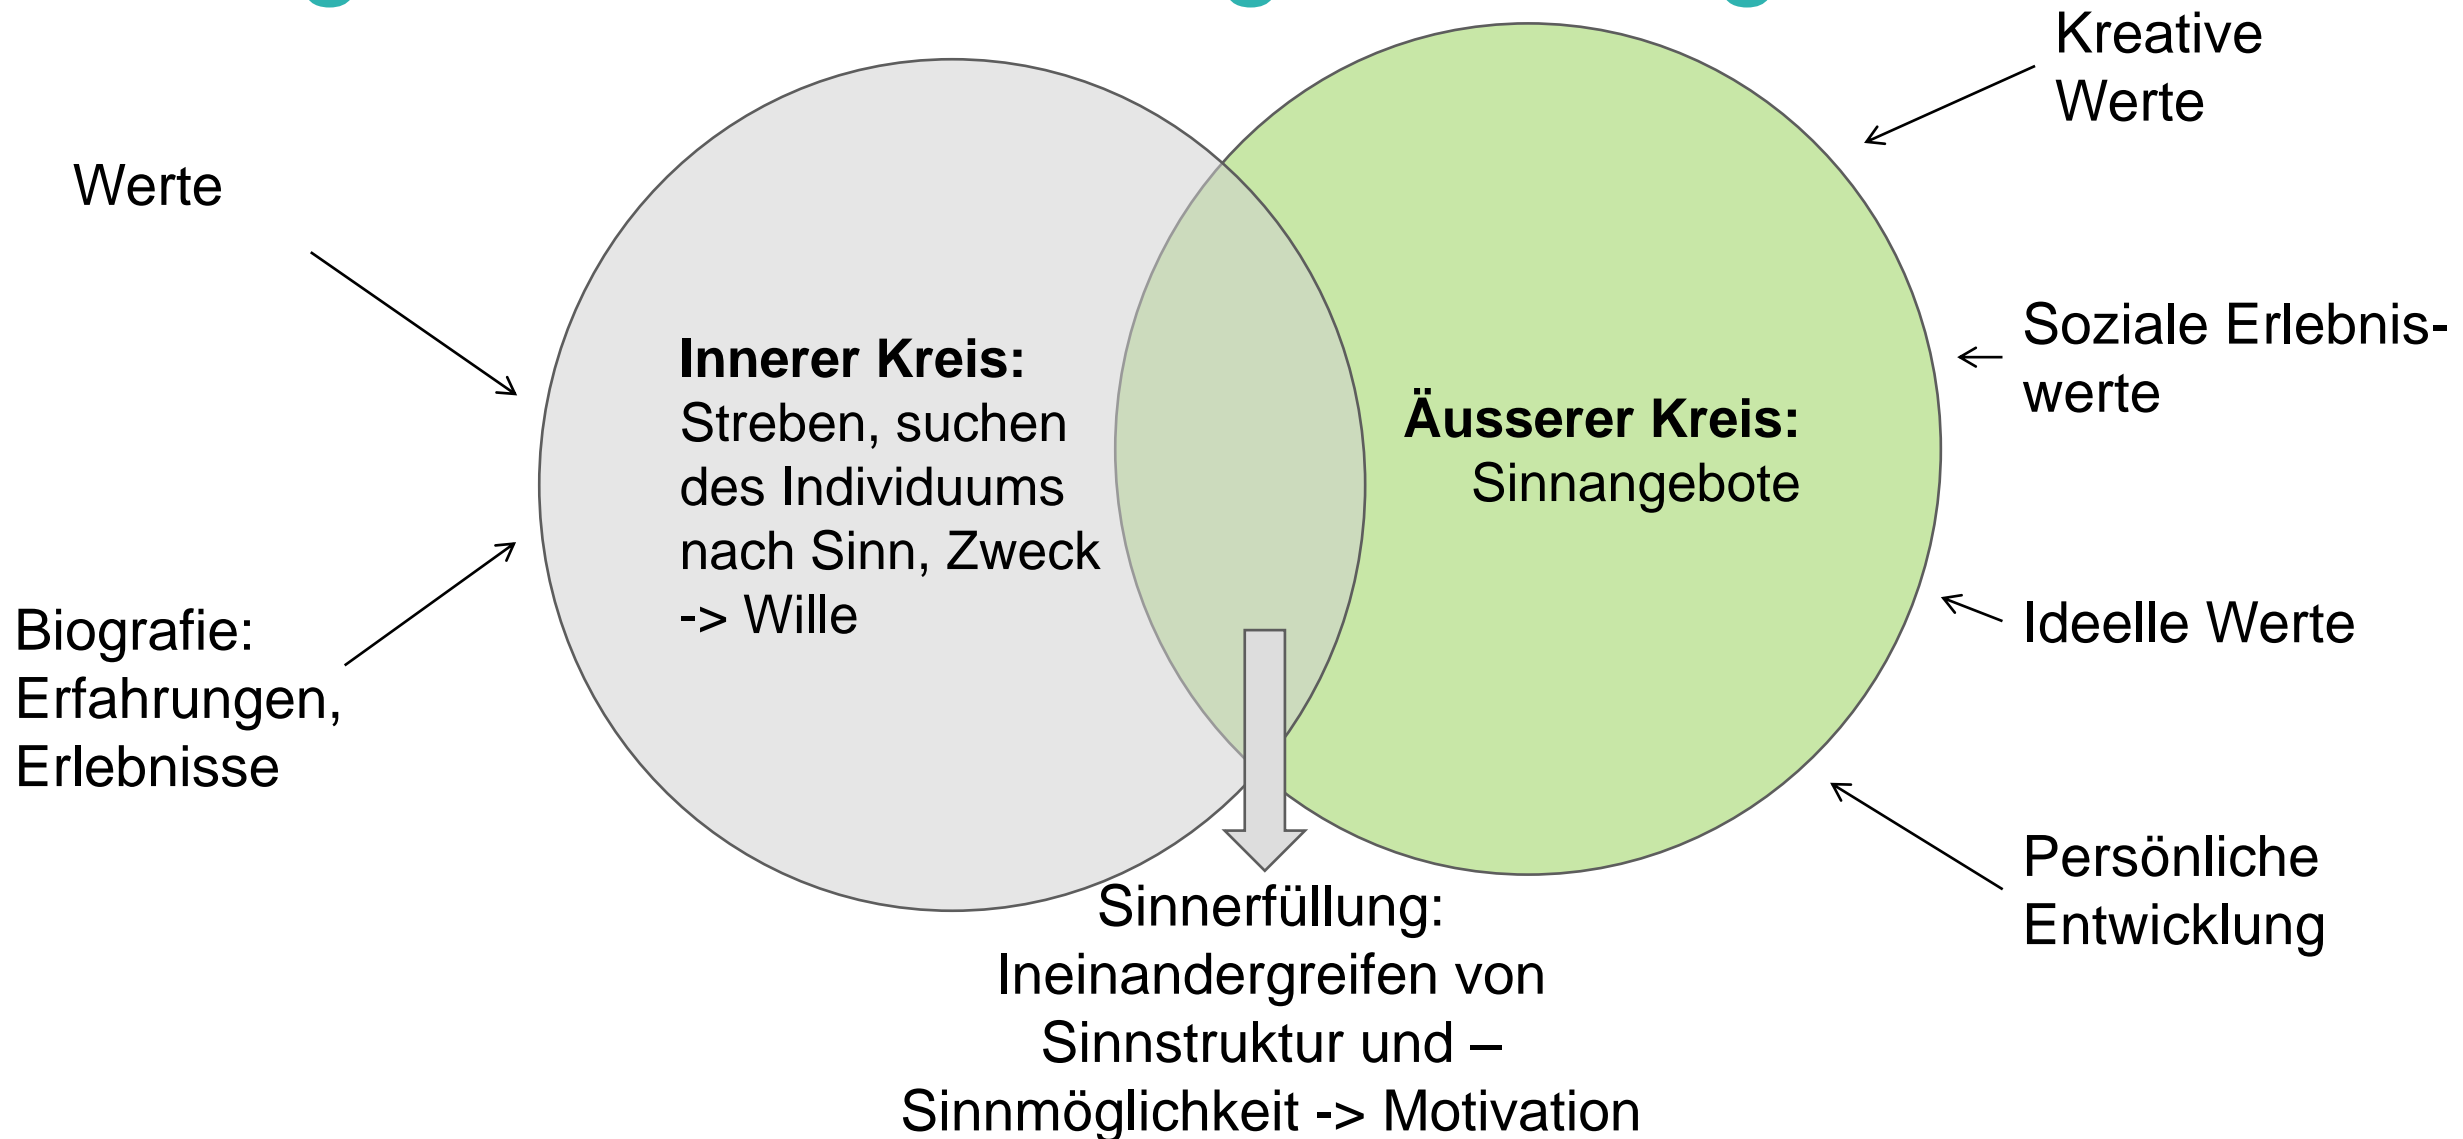 Werte
Biografie:
Erfahrungen,
Erlebnisse
Innerer Kreis:
Streben, suchen
des Individuums
nach Sinn, Zweck
-> Wille
Äusserer Kreis:
Sinnangebote
Kreative
Werte
Soziale Erlebnis-
werte
Ideelle Werte
Persönliche
Entwicklung
Sinnerfüllung:
Ineinandergreifen von
Sinnstruktur und –
Sinnmöglichkeit -> Motivation